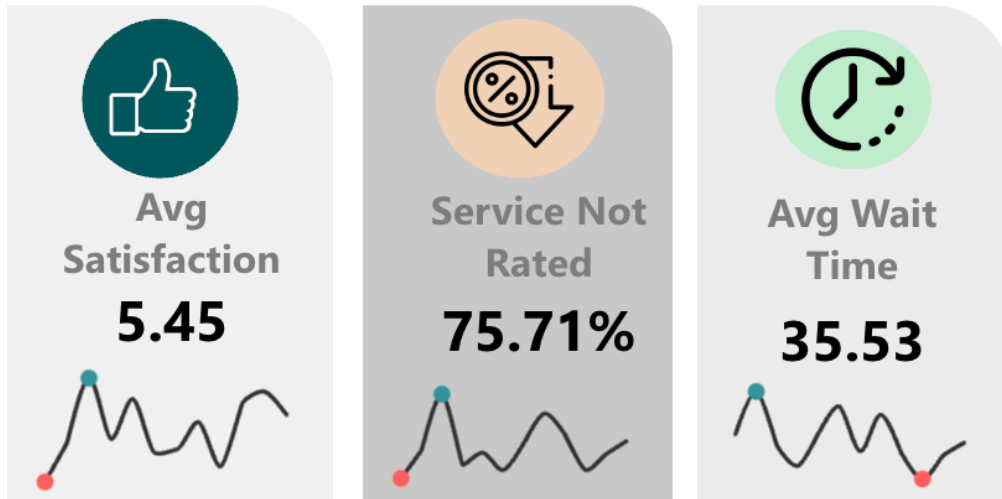 Avg
Satisfaction
5.45
Service Not
Rated
75.71%
Avg Wait
Time
35.53